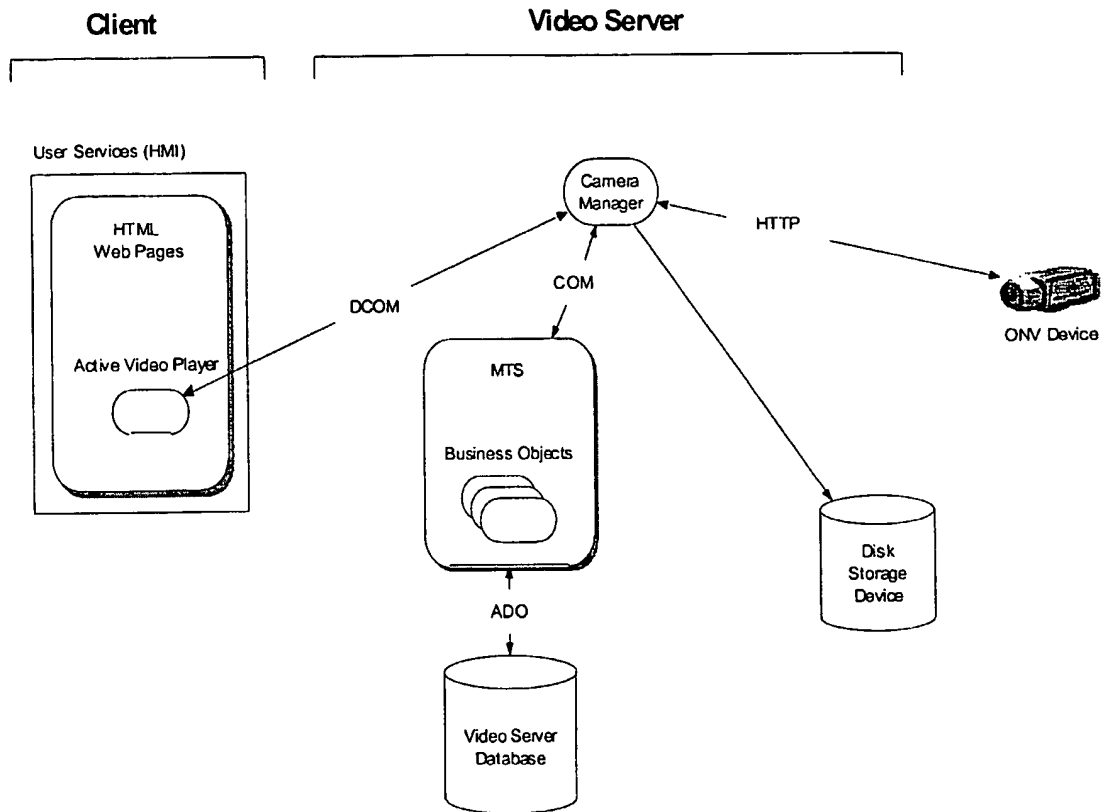 Client
Video Server
User Services (HMI)
HTML
Web Pages
Active Video Player
DCOM
Camera
Manager
HTTP
COM
ONV Device
MTS
Business Objects
ADO
Video Server
Database
Disk
Storage
Device